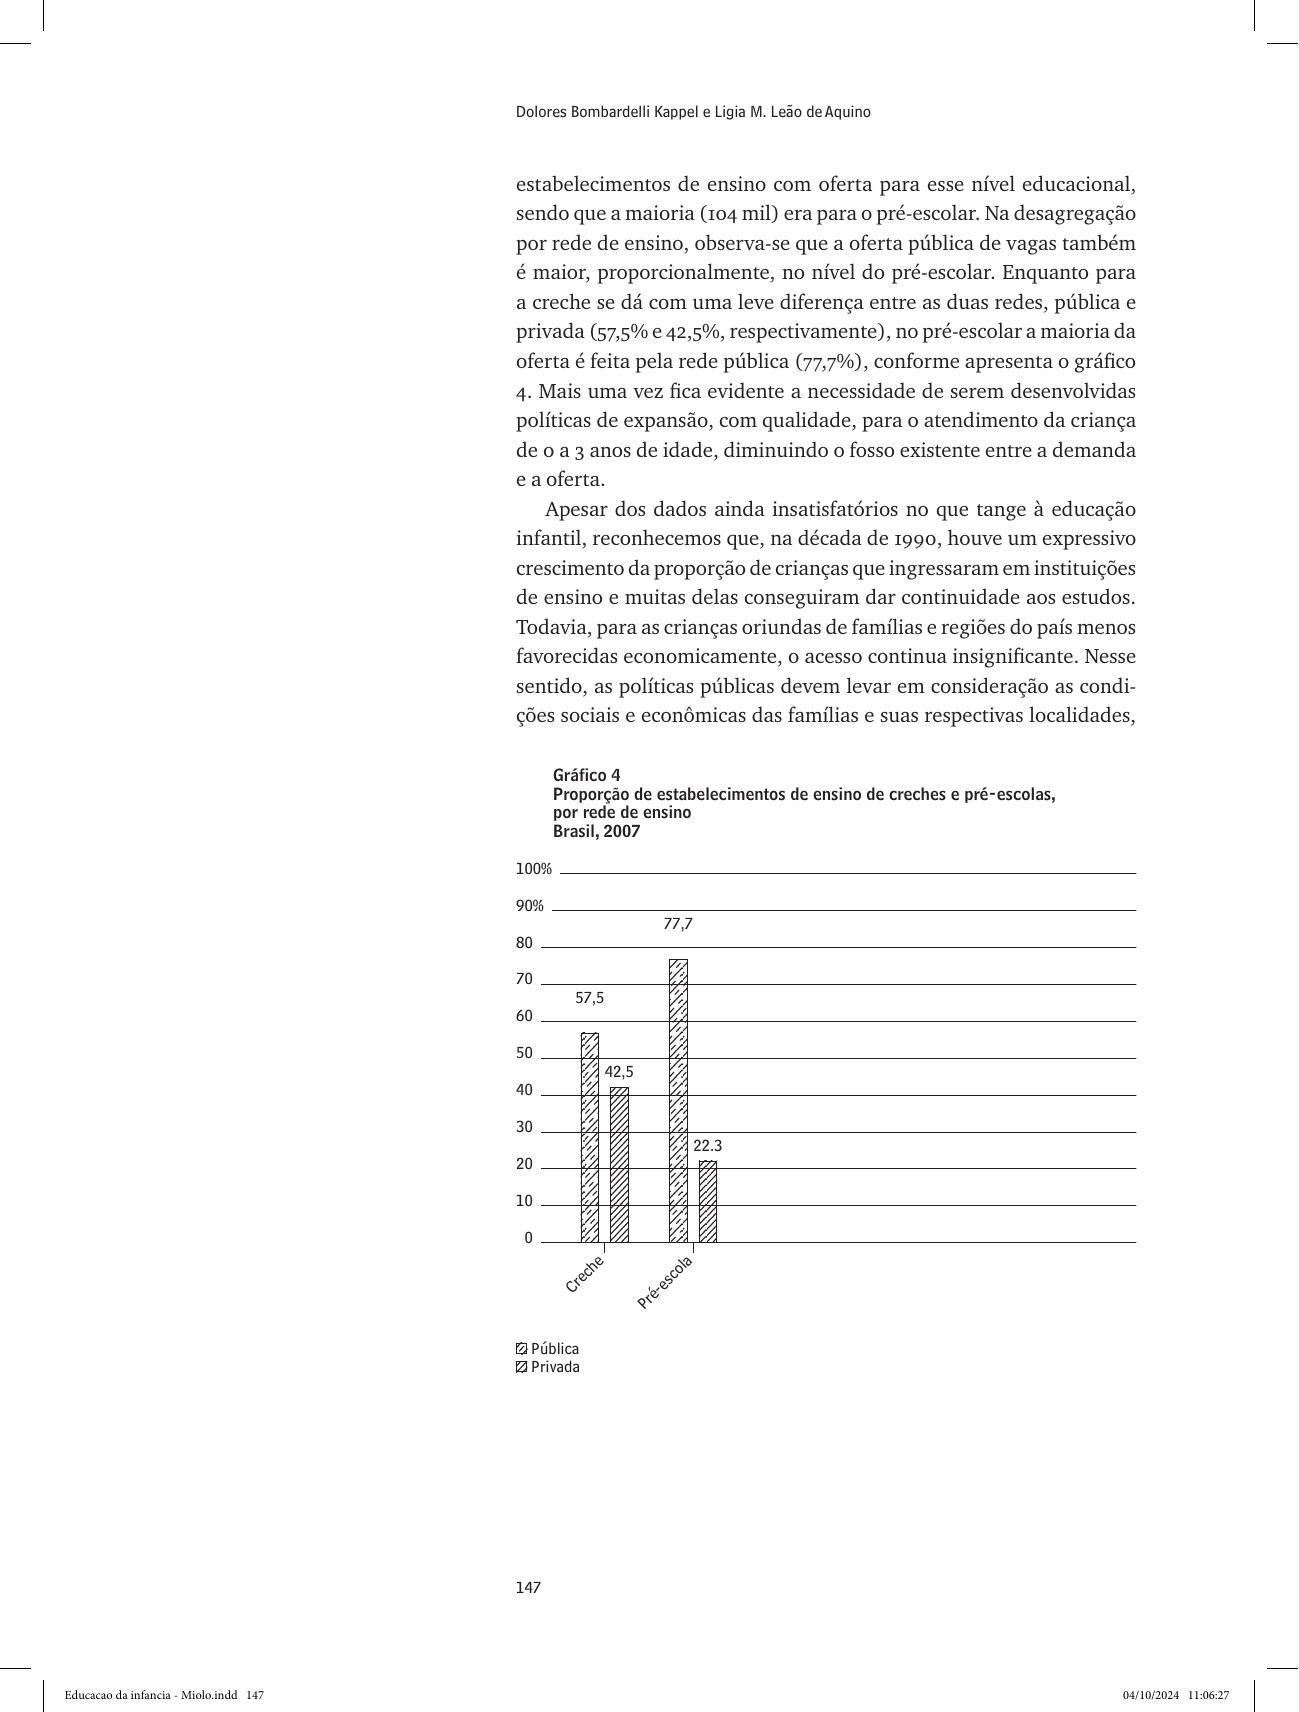 Dolores Bombardelli Kappel e Ligia M. Leão de Aquino
estabelecimentos de ensino com oferta para esse nível educacional,
sendo que a maioria (104 mil) era para o pré-escolar. Na desagregação
por rede de ensino, observa-se que a oferta pública de vagas também
é maior, proporcionalmente, no nível do pré-escolar. Enquanto para
a creche se dá com uma leve diferença entre as duas redes, pública e
privada (57,5% e 42,5%, respectivamente), no pré-escolar a maioria da
oferta é feita pela rede pública (77,7%), conforme apresenta o gráfico
4. Mais uma vez fica evidente a necessidade de serem desenvolvidas
políticas de expansão, com qualidade, para o atendimento da criança
de 0 a 3 anos de idade, diminuindo o fosso existente entre a demanda
e a oferta.
Apesar dos dados ainda insatisfatórios no que tange à educação
infantil, reconhecemos que, na década de 1990, houve um expressivo
crescimento da proporção de crianças que ingressaram em instituições
de ensino e muitas delas conseguiram dar continuidade aos estudos.
Todavia, para as crianças oriundas de famílias e regiões do país menos
favorecidas economicamente, o acesso continua insignificante. Nesse
sentido, as políticas públicas devem levar em consideração as condi-
ções sociais e econômicas das famílias e suas respectivas localidades,
Gráfico 4
Proporção de estabelecimentos de ensino de creches e pré-escolas,
por rede de ensino
Brasil, 2007
100%
90%
77,7
80
70
57,5
60
50
42,5
40
30
22.3
20
10
0
Creche
Pré-escola
Pública
Privada
147
Educacao da infancia - Miolo.indd 147
04/10/2024 11:06:27